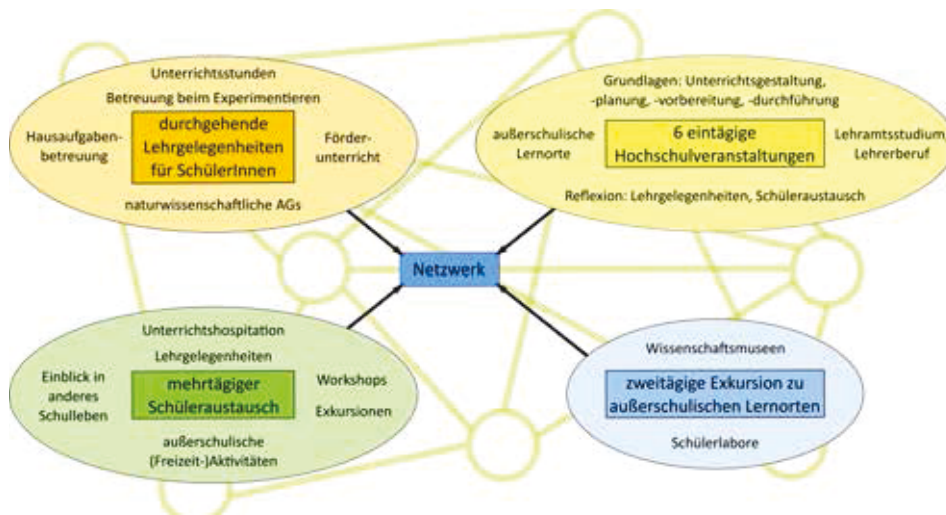 Unterrichtsstunden
Betreuung beim Experimentieren
Hausaufgaben-
betreuung
durchgehende
Lehrgelegenheiten
für SchülerInnen
Förder-
unterricht
naturwissenschaftliche AGs
Grundlagen: Unterrichtsgestaltung,
-planung, -vorbereitung, -durchführung
außerschulische
Lernorte
6 eintägige
Hochschulveranstaltungen
Lehramtsstudium,
Lehrerberuf
Reflexion: Lehrgelegenheiten, Schüleraustausch
Netzwerk
Unterrichtshospitation
Lehrgelegenheiten
Einblick in
anderes
Schulleben
mehrtägiger
Schüleraustausch
Workshops
Exkursionen
außerschulische
(Freizeit-)Aktivitäten
Wissenschaftsmuseen
zweitägige Exkursion zu
außerschulischen Lernorten
Schülerlabore